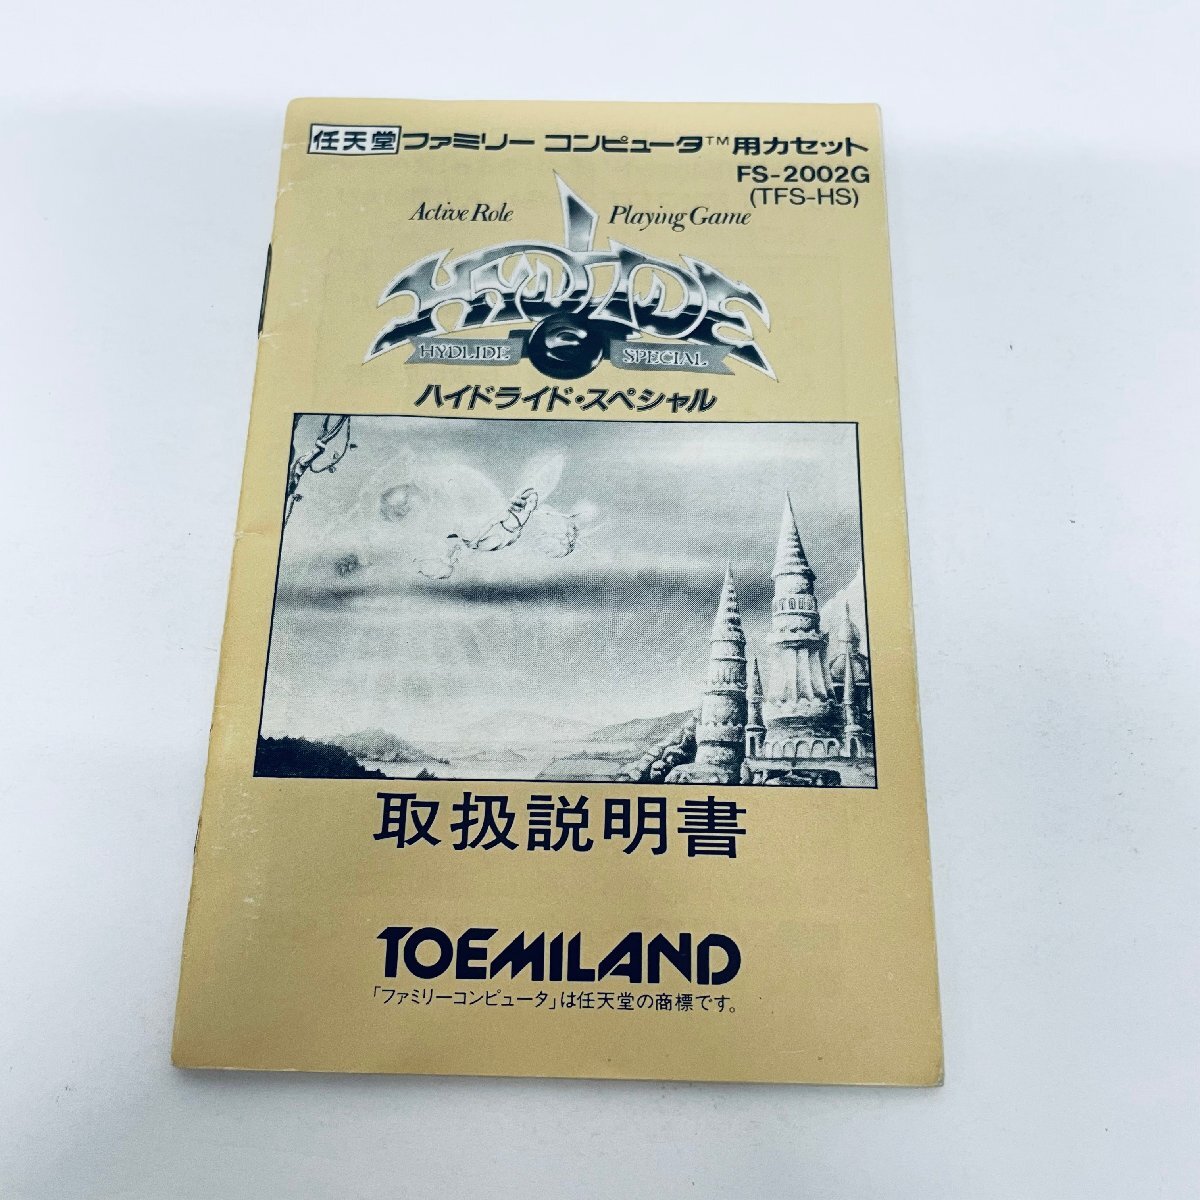 任天堂 ファミリー コンピュータ™用カセット
FS-2002G
(TFS-HS)
Active Role Playing Game
HYDLIDE
HYDLIDE SPECIAL
ハイドライド・スペシャル
取扱説明書
TOEMILAND
「ファミリーコンピュータ」は任天堂の商標です。